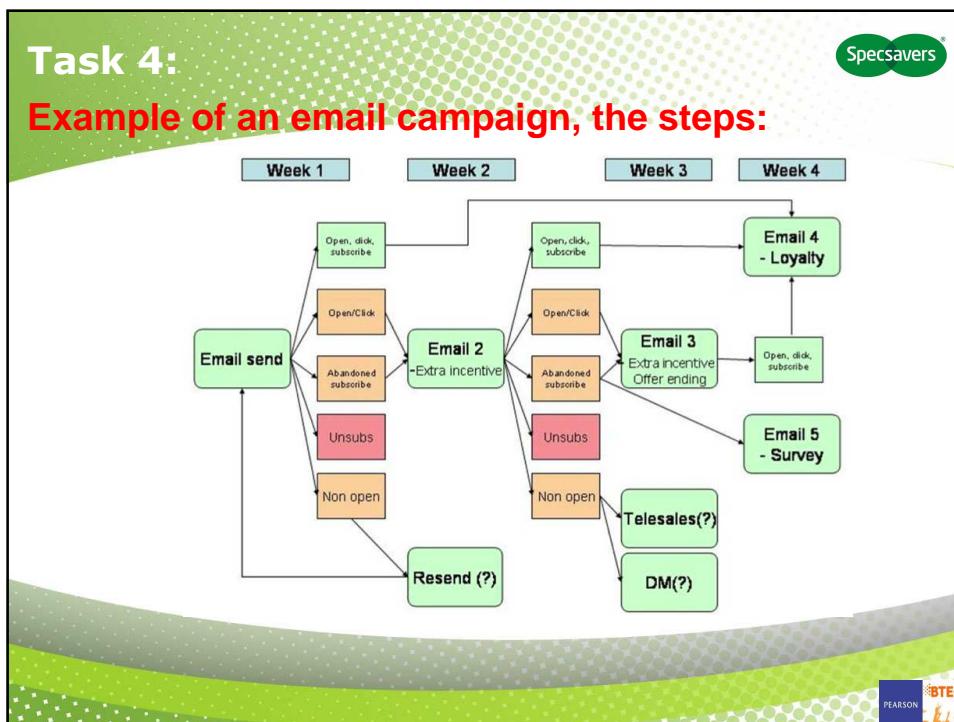 Task 4:
Specsavers
Example of an email campaign, the steps:
Week 1
Week 2
Week 3
Week 4
Open, click,
subscribe
Open, click,
subscribe
Email 4
- Loyalty
Open/Click
Open/Click
Email send
Email 2
-Extra incentive
Email 3
- Extra incentive
Offer ending
Open, click,
subscribe
Abandoned
subscribe
Abandoned
subscribe
Unsubs
Unsubs
Email 5
- Survey
Non open
Non open
Telesales(?)
Resend (?)
DM(?)
PEARSON
BTE